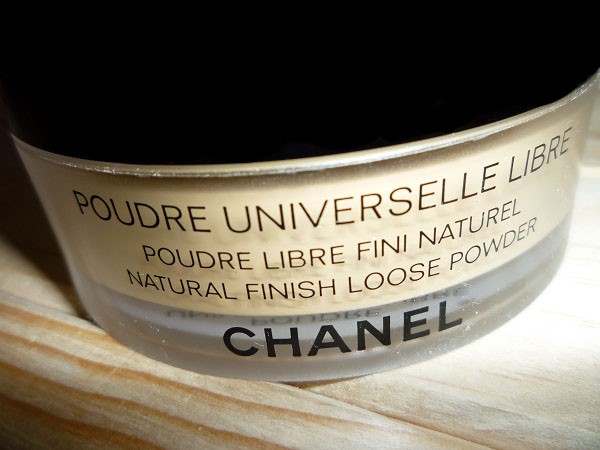 POUDRE UNIVERSELLE LIBRE
POUDRE LIBRE FINI NATUREL
NATURAL FINISH LOOSE POWDER
CHANEL